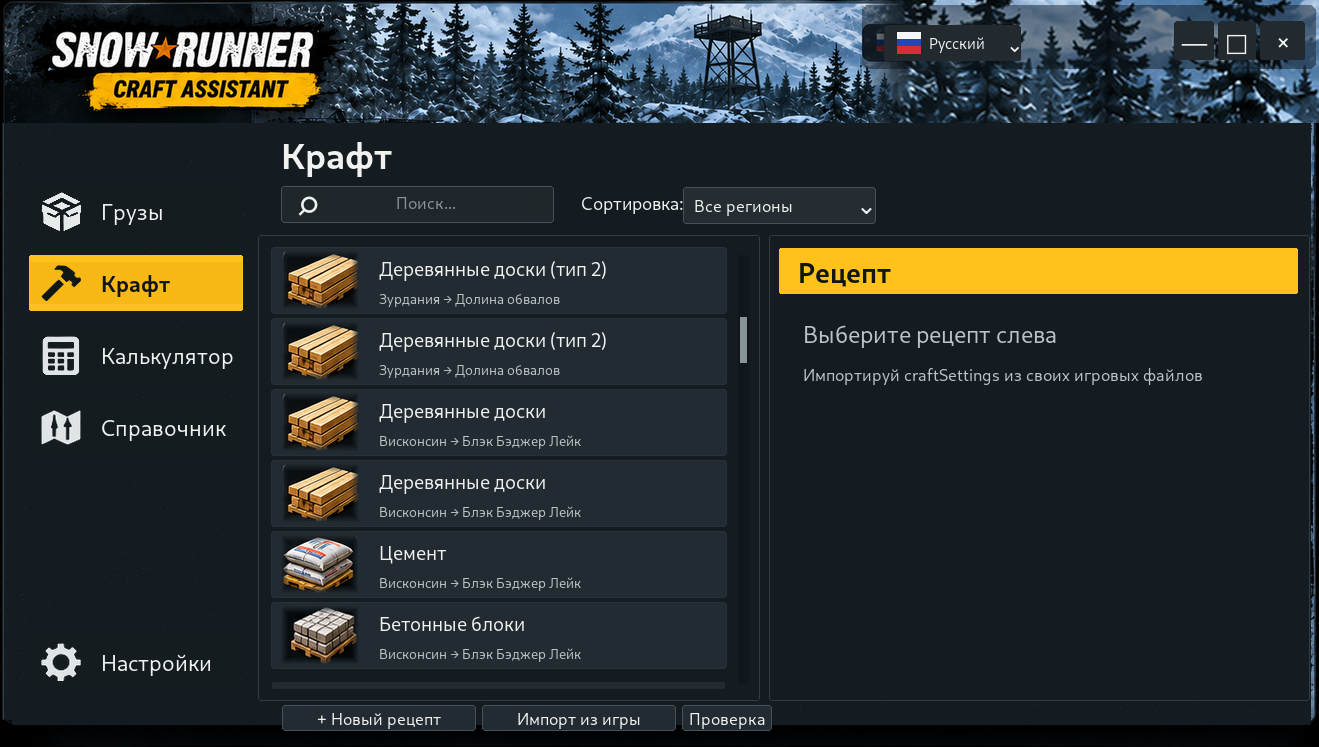 SNOW★RUNNER
CRAFT ASSISTANT
Русский
Крафт
Поиск...
Сортировка:
Все регионы
Грузы
Крафт
Калькулятор
Справочник
Настройки
Деревянные доски (тип 2)
Зурдания → Долина обвалов
Деревянные доски (тип 2)
Зурдания → Долина обвалов
Деревянные доски
Висконсин → Блэк Бэджер Лейк
Деревянные доски
Висконсин → Блэк Бэджер Лейк
Цемент
Висконсин → Блэк Бэджер Лейк
Бетонные блоки
Висконсин → Блэк Бэджер Лейк
Рецепт
Выберите рецепт слева
Импортируй craftSettings из своих игровых файлов
+ Новый рецепт
Импорт из игры
Проверка